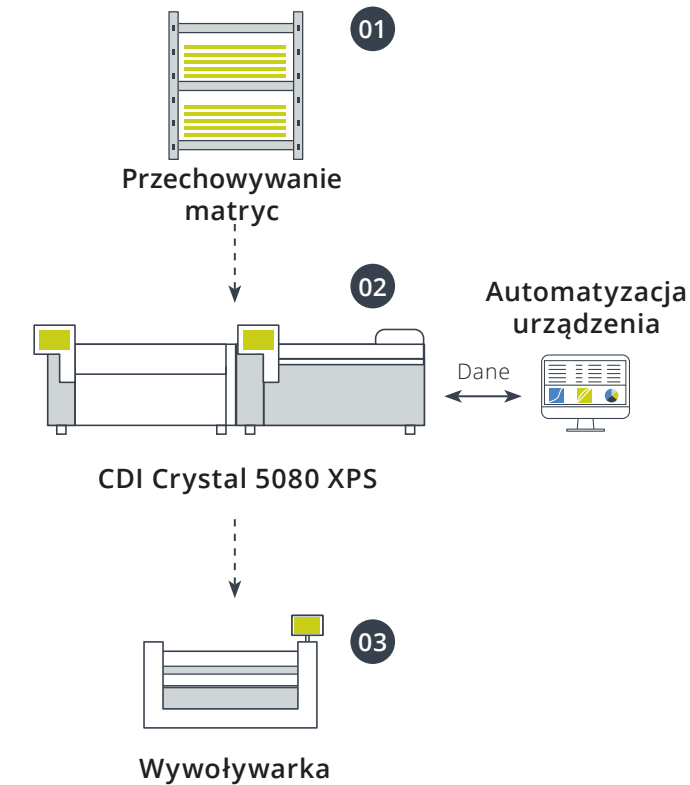 01
Przechowywanie
matryc
02
Automatyzacja
urządzenia
Dane
CDI Crystal 5080 XPS
03
Wywoływarka